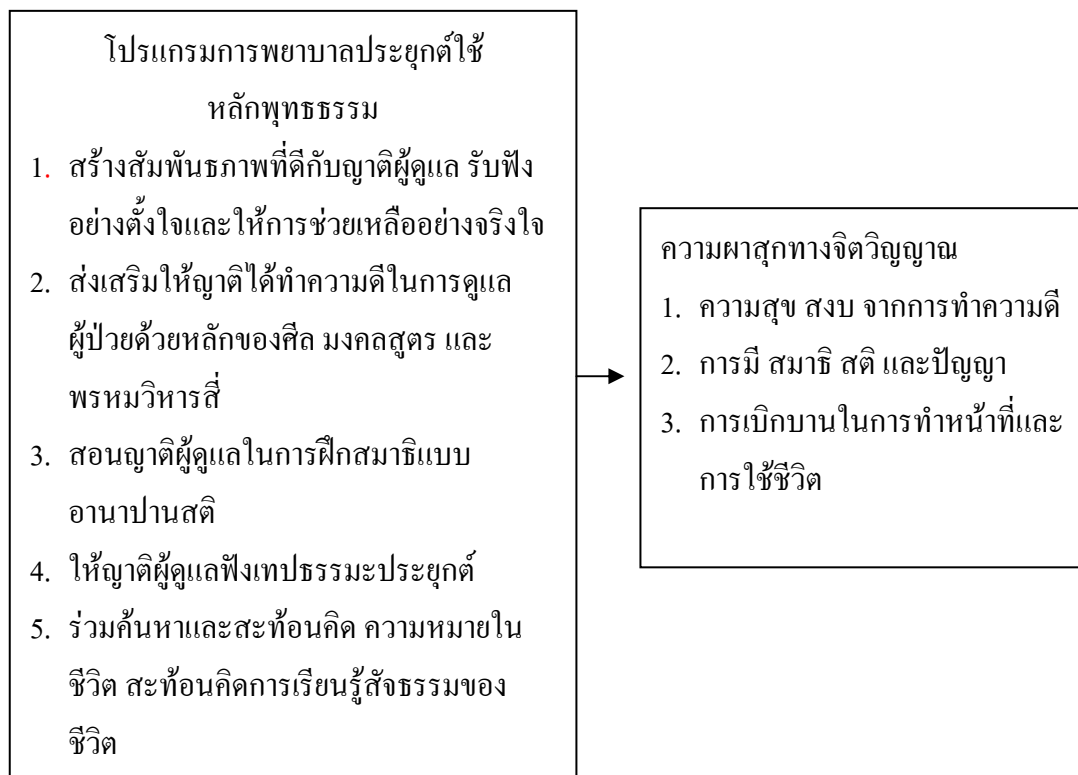 โปรแกรมการพยาบาลประยุกต์ใช้
หลักพุทธธรรม
1. สร้างสัมพันธภาพที่ดีกับญาติผู้ดูแล รับฟัง
อย่างตั้งใจและให้การช่วยเหลืออย่างจริงใจ
2. ส่งเสริมให้ญาติได้ทำความดีในการดูแล
ผู้ป่วยด้วยหลักของศีล มงคลสูตร และ
พรหมวิหารสี่
3. สอนญาติผู้ดูแลในการฝึกสมาธิแบบ
อานาปานสติ
4. ให้ญาติผู้ดูแลฟังเทปธรรมะประยุกต์
5. ร่วมค้นหาและสะท้อนคิด ความหมายใน
ชีวิต สะท้อนคิดการเรียนรู้สัจธรรมของ
ชีวิต
ความผาสุกทางจิตวิญญาณ
1. ความสุข สงบ จากการทำความดี
2. การมี สมาธิ สติ และปัญญา
3. การเบิกบานในการทำหน้าที่และ
การใช้ชีวิต